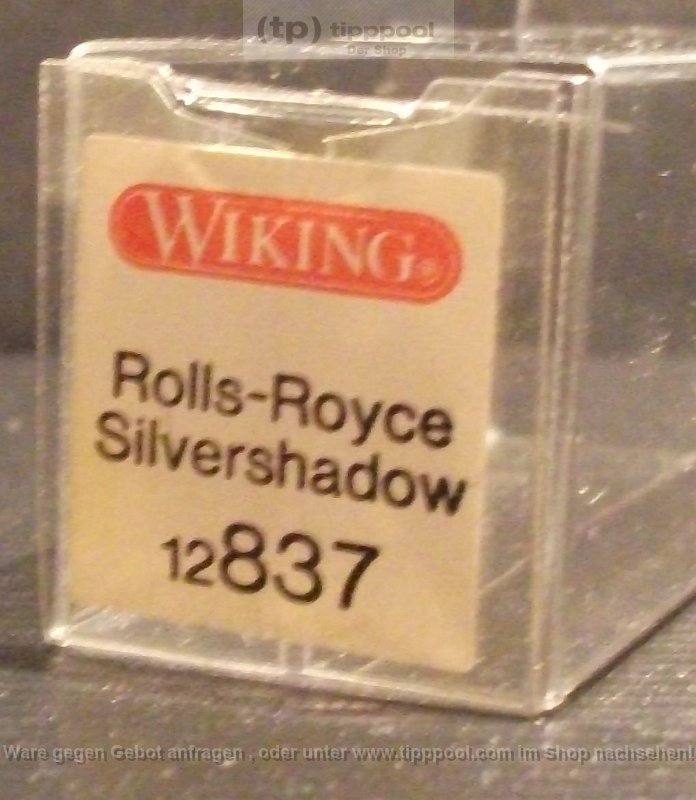 (tp) tipppool
Der Shop
WIKING®
Rolls-Royce
Silvershadow
12837
Ware gegen Gebot anfragen , oder unter www.tipppool.com im Shop nachsehen!